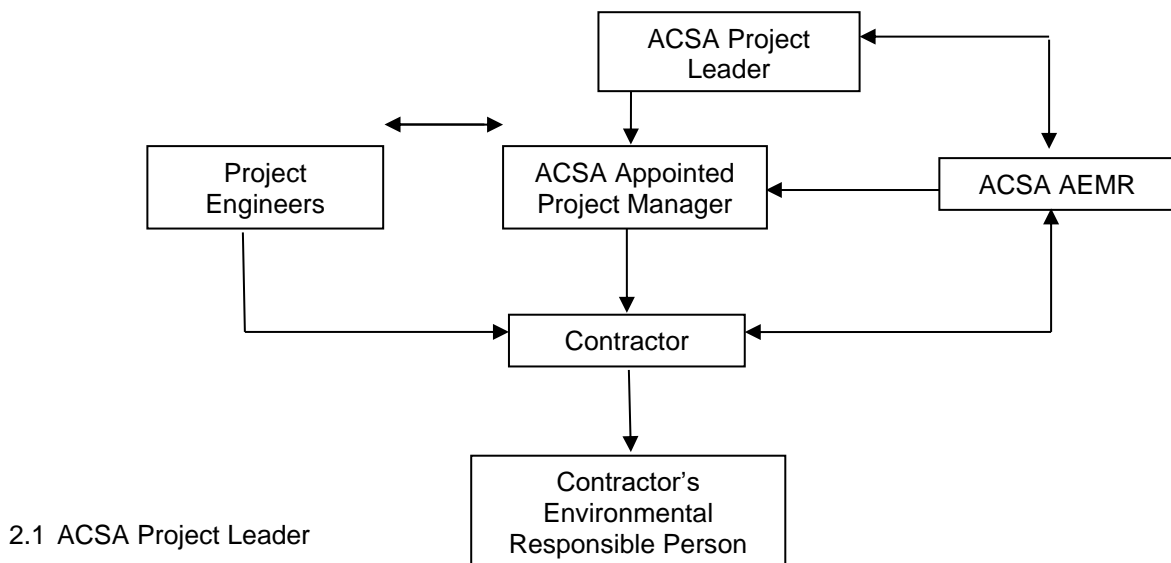 ACSA Project
Leader
Project
Engineers
ACSA Appointed
Project Manager
ACSA AEMR
Contractor
Contractor’s
Environmental
Responsible Person
2.1 ACSA Project Leader